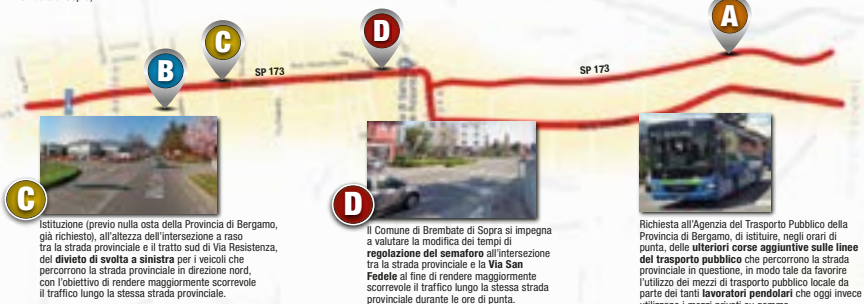 A
D
C
B
SP 173
SP 173
C
Istituzione (previo nulla osta della Provincia di Bergamo,
già richiesto), all'altezza dell'intersezione a raso
tra la strada provinciale e il tratto sud di Via Resistenza,
del divieto di svolta a sinistra per i veicoli che
percorrono la strada provinciale in direzione nord,
con l'obiettivo di rendere maggiormente scorrevole
il traffico lungo la stessa strada provinciale.
D
Il Comune di Brembate di Sopra si impegna
a valutare la modifica dei tempi di
regolazione del semaforo all'intersezione
tra la strada provinciale e la Via San
Fedele al fine di rendere maggiormente
scorrevole il traffico lungo la stessa strada
provinciale durante le ore di punta.
Richiesta all'Agenzia del Trasporto Pubblico della
Provincia di Bergamo, di istituire, negli orari di
punta, delle ulteriori corse aggiuntive sulle linee
del trasporto pubblico che percorrono la strada
provinciale in questione, in modo tale da favorire
l'utilizzo dei mezzi di trasporto pubblico locale da
parte dei tanti lavoratori pendolari che oggi invece